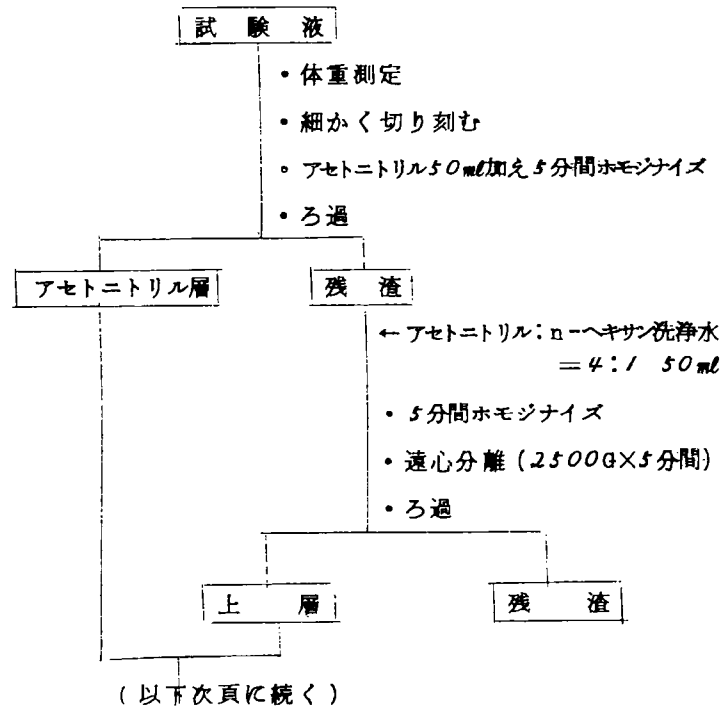 試験液
・体重測定
・細かく切り刻む
・アセトニトリル50ml加え5分間ホモジナイズ
・ろ過
アセトニトリル層
残渣
← アセトニトリル：n-ヘキサン洗浄水
＝4：1 50ml
・5分間ホモジナイズ
・遠心分離（2500G×5分間）
・ろ過
上層
残渣
（以下次頁に続く）